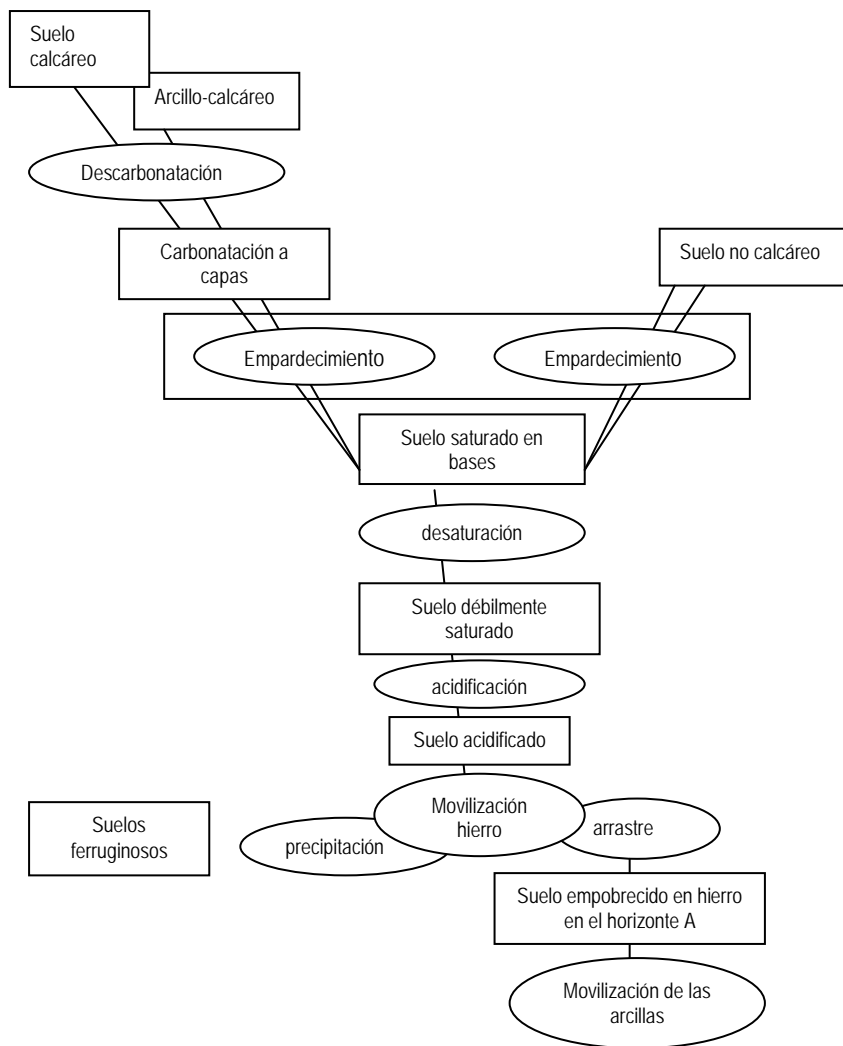 Suelo
calcáreo
Arcillo-calcáreo
Descarbonatación
Carbonatación a
capas
Suelo no calcáreo
Empardecimiento
Empardecimiento
Suelo saturado en
bases
desaturación
Suelo débilmente
saturado
acidificación
Suelo acidificado
Movilización
hierro
Suelos
ferruginosos
precipitación
arrastre
Suelo empobrecido en hierro
en el horizonte A
Movilización de las
arcillas